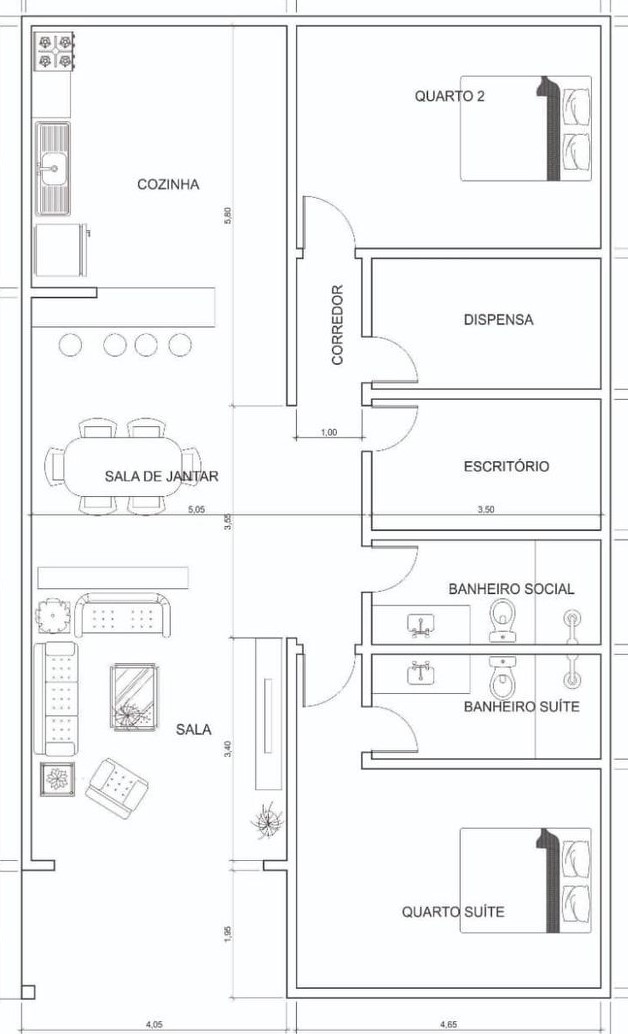 QUARTO 2
COZINHA
5,80
CORREDOR
DISPENSA
1,00
ESCRITÓRIO
SALA DE JANTAR
5,05
3,50
3,65
BANHEIRO SOCIAL
BANHEIRO SUÍTE
SALA
3,40
QUARTO SUÍTE
1,95
4,05
4,65